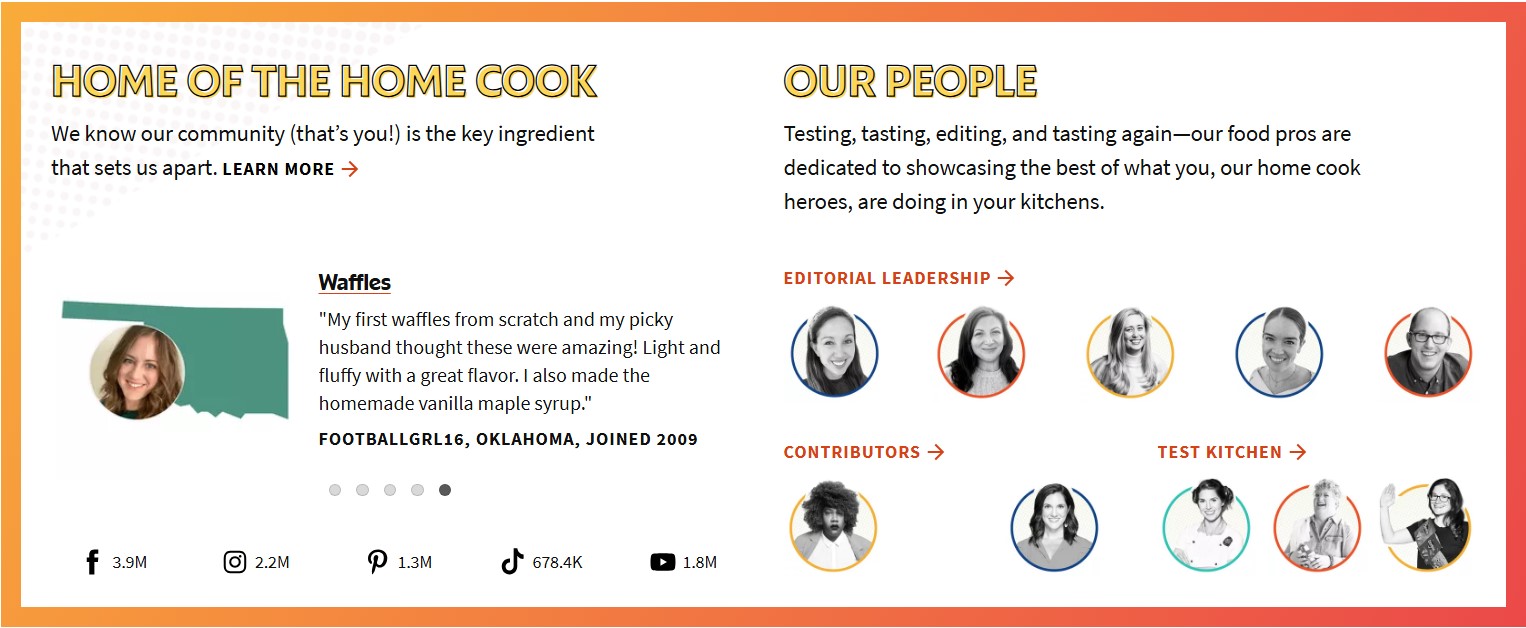 HOME OF THE HOME COOK
We know our community (that’s you!) is the key ingredient
that sets us apart. LEARN MORE →
Waffles
"My first waffles from scratch and my picky
husband thought these were amazing! Light and
fluffy with a great flavor. I also made the
homemade vanilla maple syrup."
FOOTBALLGRL16, OKLAHOMA, JOINED 2009
3.9M 2.2M 1.3M 678.4K 1.8M
OUR PEOPLE
Testing, tasting, editing, and tasting again—our food pros are
dedicated to showcasing the best of what you, our home cook
heroes, are doing in your kitchens.
EDITORIAL LEADERSHIP →
CONTRIBUTORS →
TEST KITCHEN →